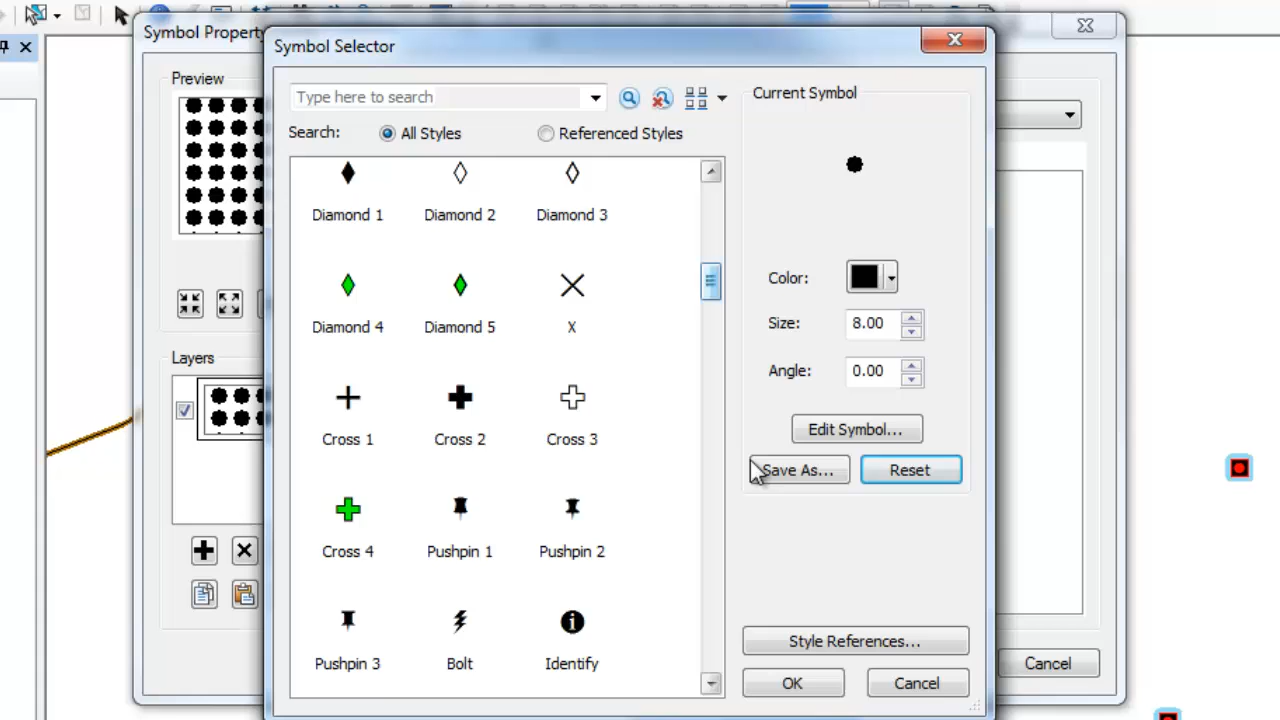 Symbol Property
Symbol Selector
Preview
Layers
Type here to search
Search:
All Styles
Referenced Styles
Diamond 1
Diamond 2
Diamond 3
Diamond 4
Diamond 5
X
Cross 1
Cross 2
Cross 3
Cross 4
Pushpin 1
Pushpin 2
Pushpin 3
Bolt
Identify
Current Symbol
Color:
Size:
8.00
Angle:
0.00
Edit Symbol...
Save As...
Reset
Style References...
OK
Cancel
Cancel